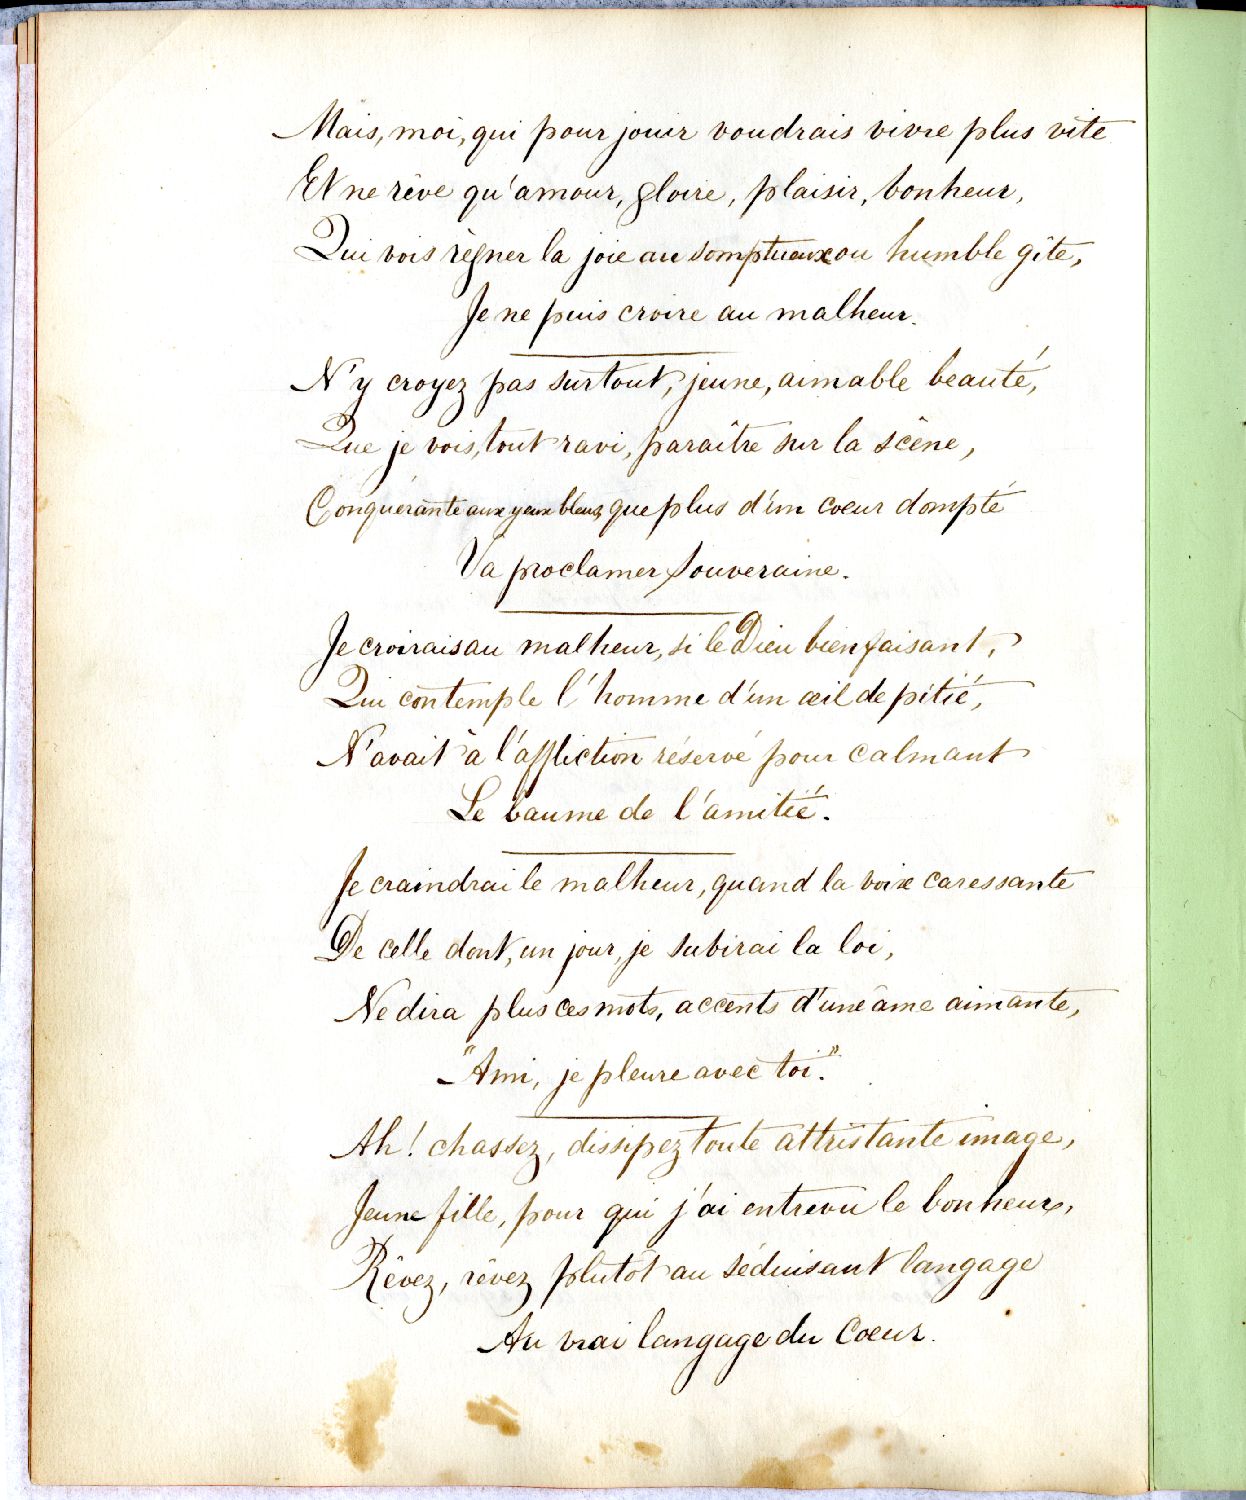 Mais, moi, qui pour jouir voudrais vivre plus vite
Et ne rêve qu'amour, gloire, plaisir, bonheur,
Qui vois règner la joie au somptueux ou humble gîte,
Je ne puis croire au malheur.
N'y croyez pas surtout, jeune, aimable beauté,
Que je vois, tout ravi, paraître sur la scêne,
Conquérante aux yeux bleus, que plus d'un coeur dompté
Va proclamer souveraine.
Je croirais au malheur, si le Dieu bienfaisant,
Qui contemple l'homme d'un œil de pitié,
N'avait à l'affliction réservé pour calmant
Le baume de l'amitié.
Je craindrai le malheur, quand la voix caressante
De celle dont, un jour, je subirai la loi,
Ne dira plus ces mots, accents d'une âme aimante,
"Ami, je pleure avec toi."
Ah! chassez, dissipez toute attristante image,
Jeune fille, pour qui j'ai entrevu le bonheur,
Rêvez, rêvez plutôt au séduisant langage
Au vrai langage du Coeur.